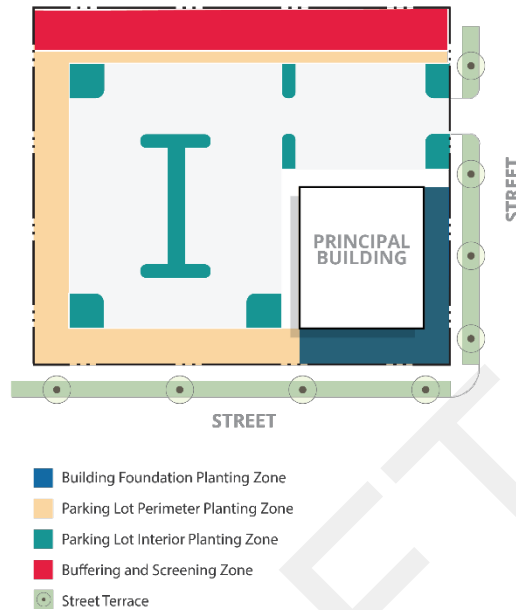 PRINCIPAL
BUILDING
STREET
STREET
Building Foundation Planting Zone
Parking Lot Perimeter Planting Zone
Parking Lot Interior Planting Zone
Buffering and Screening Zone
Street Terrace